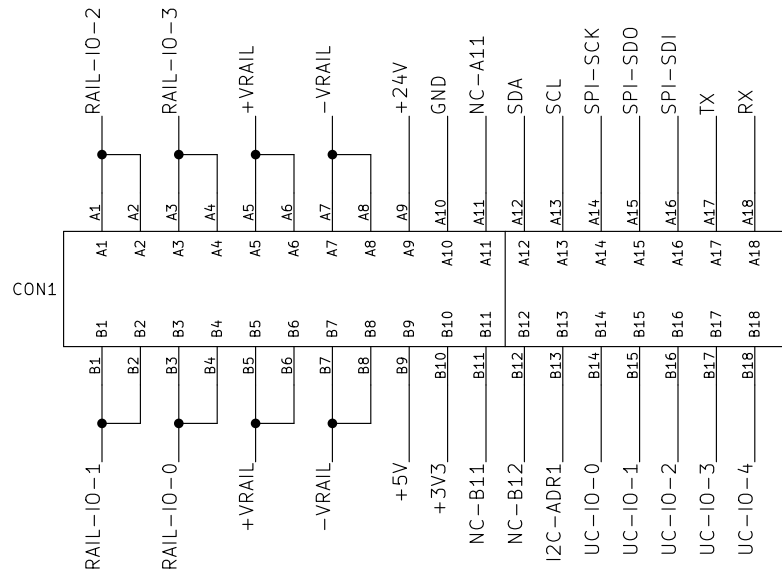 RAIL-IO-2
RAIL-IO-3
+VRAIL
-VRAIL
+24V
GND
NC-A11
SDA
SCL
SPI-SCK
SPI-SDO
SPI-SDI
TX
RX
A1
A2
A3
A4
A5
A6
A7
A8
A9
A10
A11
A12
A13
A14
A15
A16
A17
A18
A1
A2
A3
A4
A5
A6
A7
A8
A9
A10
A11
A12
A13
A14
A15
A16
A17
A18
CON1
B1
B2
B3
B4
B5
B6
B7
B8
B9
B10
B11
B12
B13
B14
B15
B16
B17
B18
B1
B2
B3
B4
B5
B6
B7
B8
B9
B10
B11
B12
B13
B14
B15
B16
B17
B18
RAIL-IO-1
RAIL-IO-0
+VRAIL
-VRAIL
+5V
+3V3
NC-B11
NC-B12
I2C-ADR1
UC-IO-0
UC-IO-1
UC-IO-2
UC-IO-3
UC-IO-4